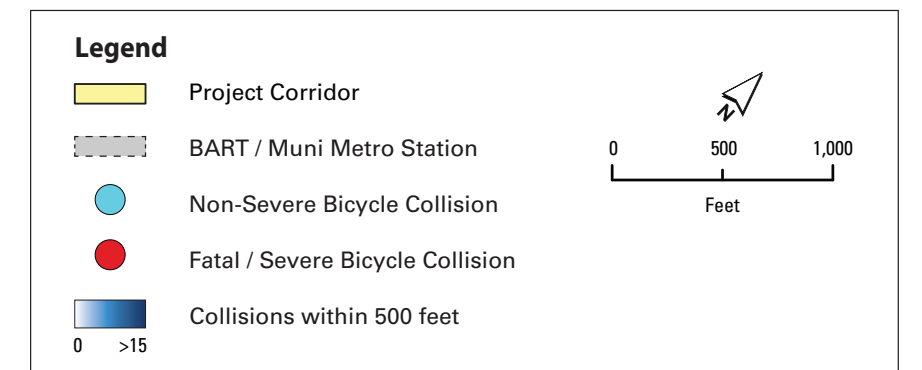 Legend
Project Corridor
BART / Muni Metro Station
Non-Severe Bicycle Collision
Fatal / Severe Bicycle Collision
Collisions within 500 feet
0 >15
N
0 500 1,000
Feet